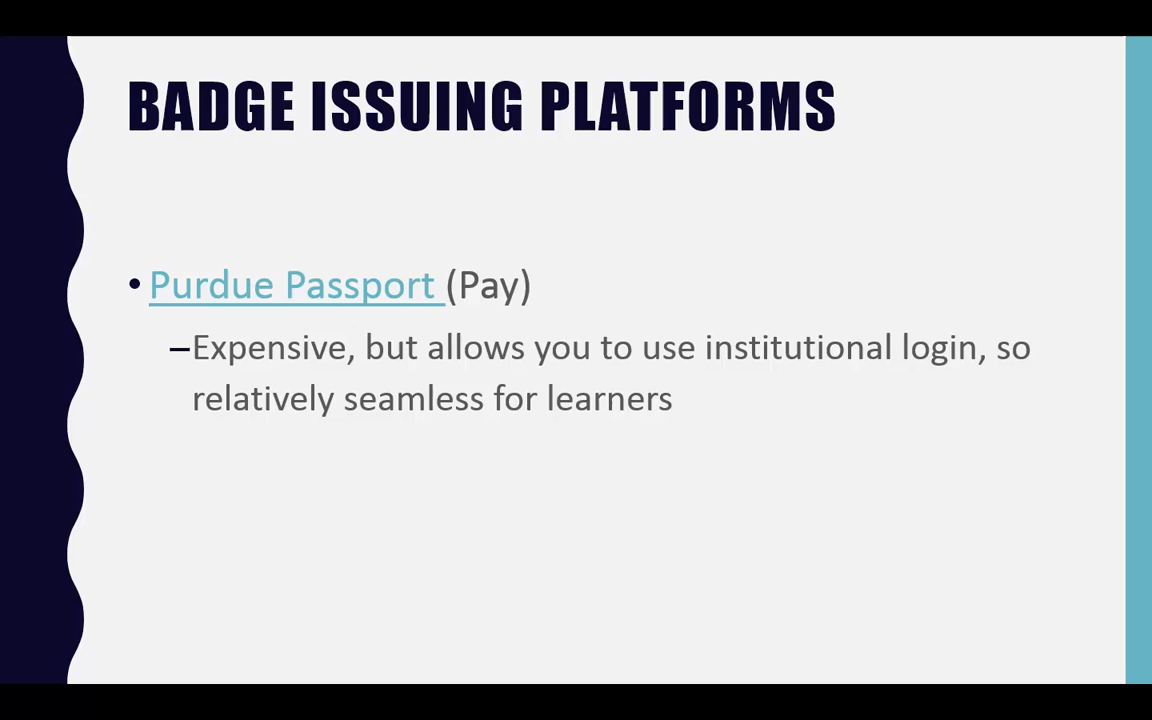 BADGE ISSUING PLATFORMS
• Purdue Passport (Pay)
–Expensive, but allows you to use institutional login, so
relatively seamless for learners